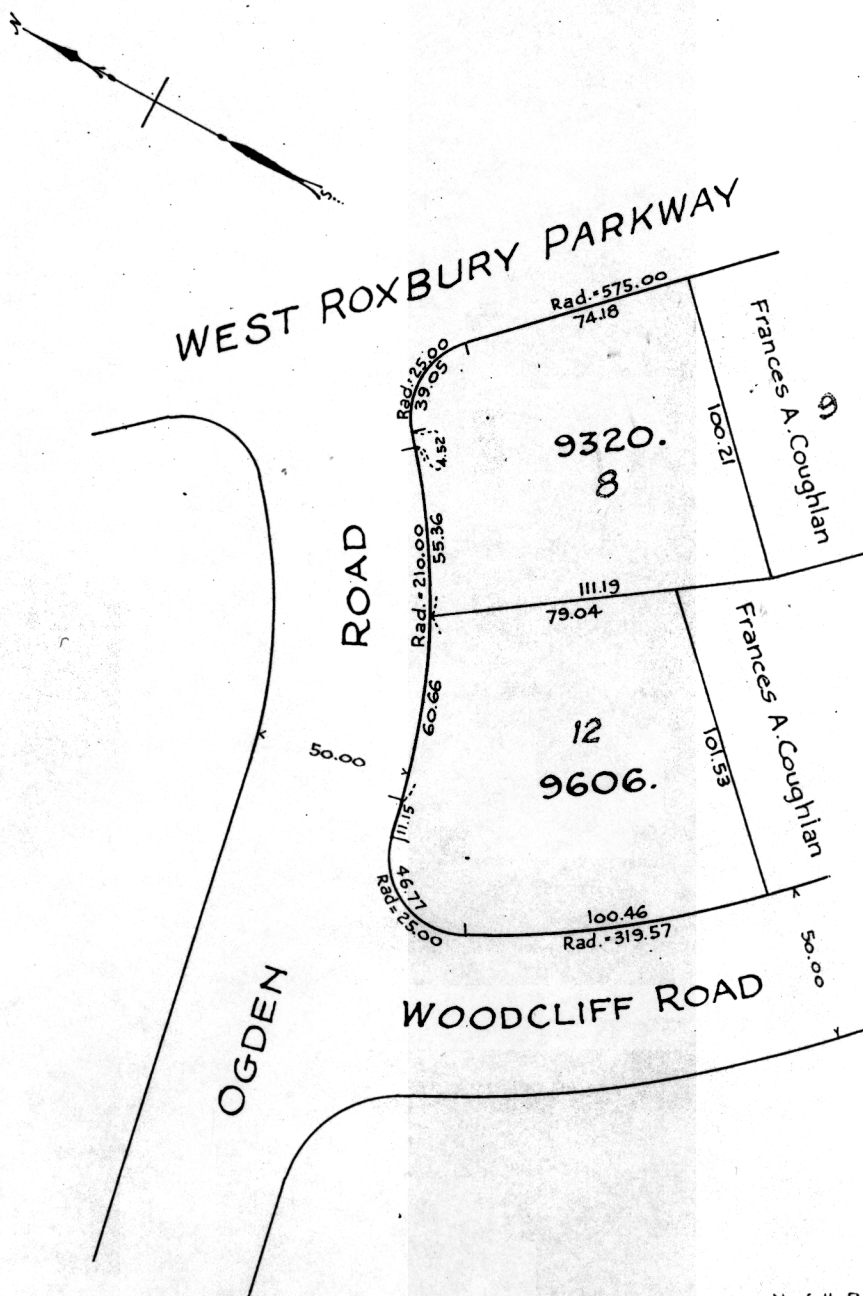 N
S
WEST ROXBURY PARKWAY
Rad.=575.00
74.18
Rad.=25.00
39.05
4.52
9320.
8
100.21
Frances A. Coughlan
9
ROAD
Rad.=210.00
55.36
111.19
79.04
60.66
12
9606.
101.53
Frances A. Coughlan
50.00
11.15
46.77
Rad=25.00
100.46
Rad.=319.57
50.00
OGDEN
WOODCLIFF ROAD